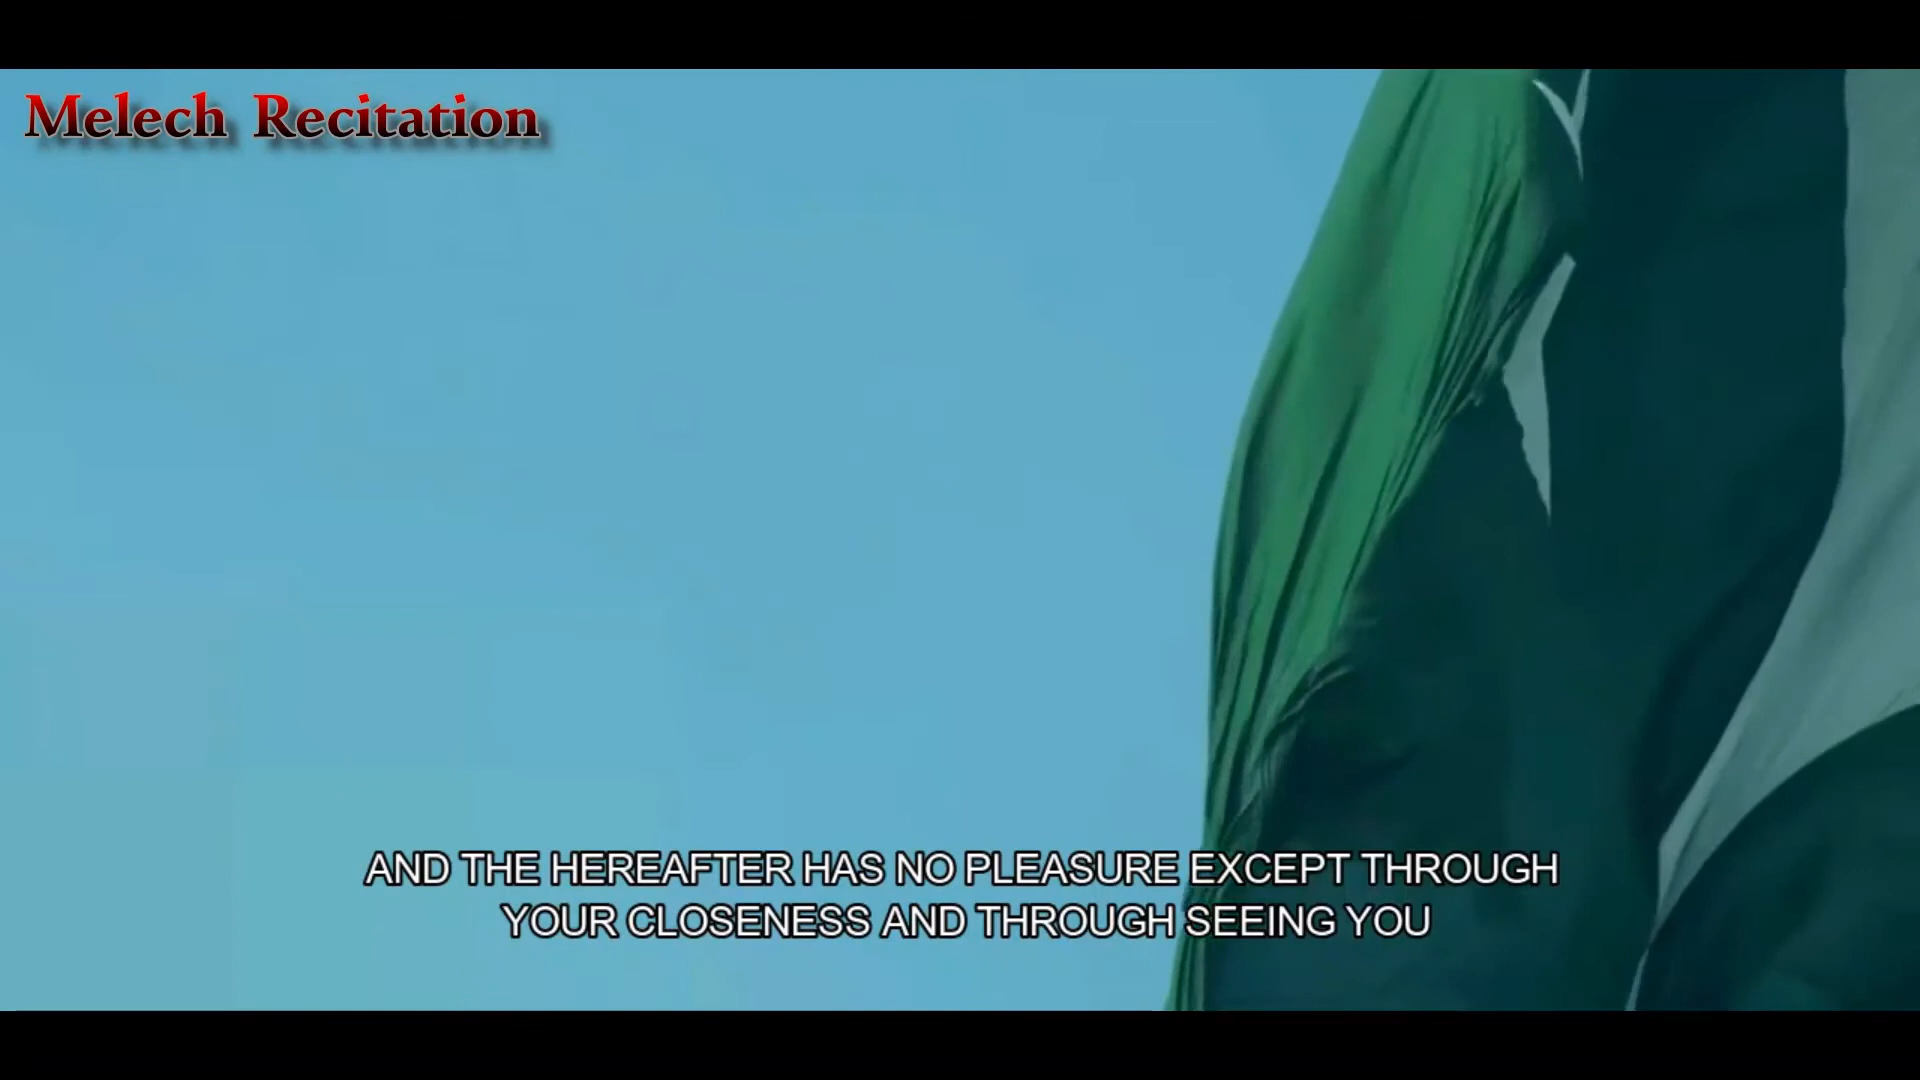 Melech Recitation
AND THE HEREAFTER HAS NO PLEASURE EXCEPT THROUGH
YOUR CLOSENESS AND THROUGH SEEING YOU